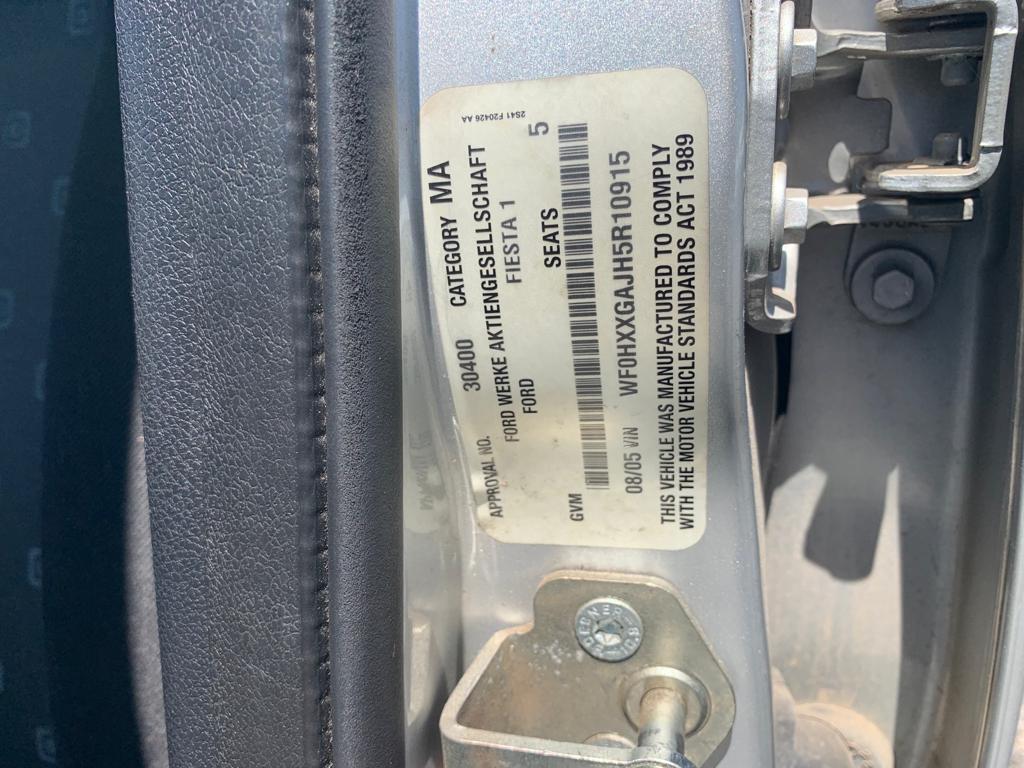 2S41 F20426 AA
APPROVAL NO. 30400 CATEGORY MA
FORD WERKE AKTIENGESELLSCHAFT
FORD FIESTA 1
SEATS 5
GVM
08/05 VIN WF0HXXGAJH5R10915
THIS VEHICLE WAS MANUFACTURED TO COMPLY
WITH THE MOTOR VEHICLE STANDARDS ACT 1989